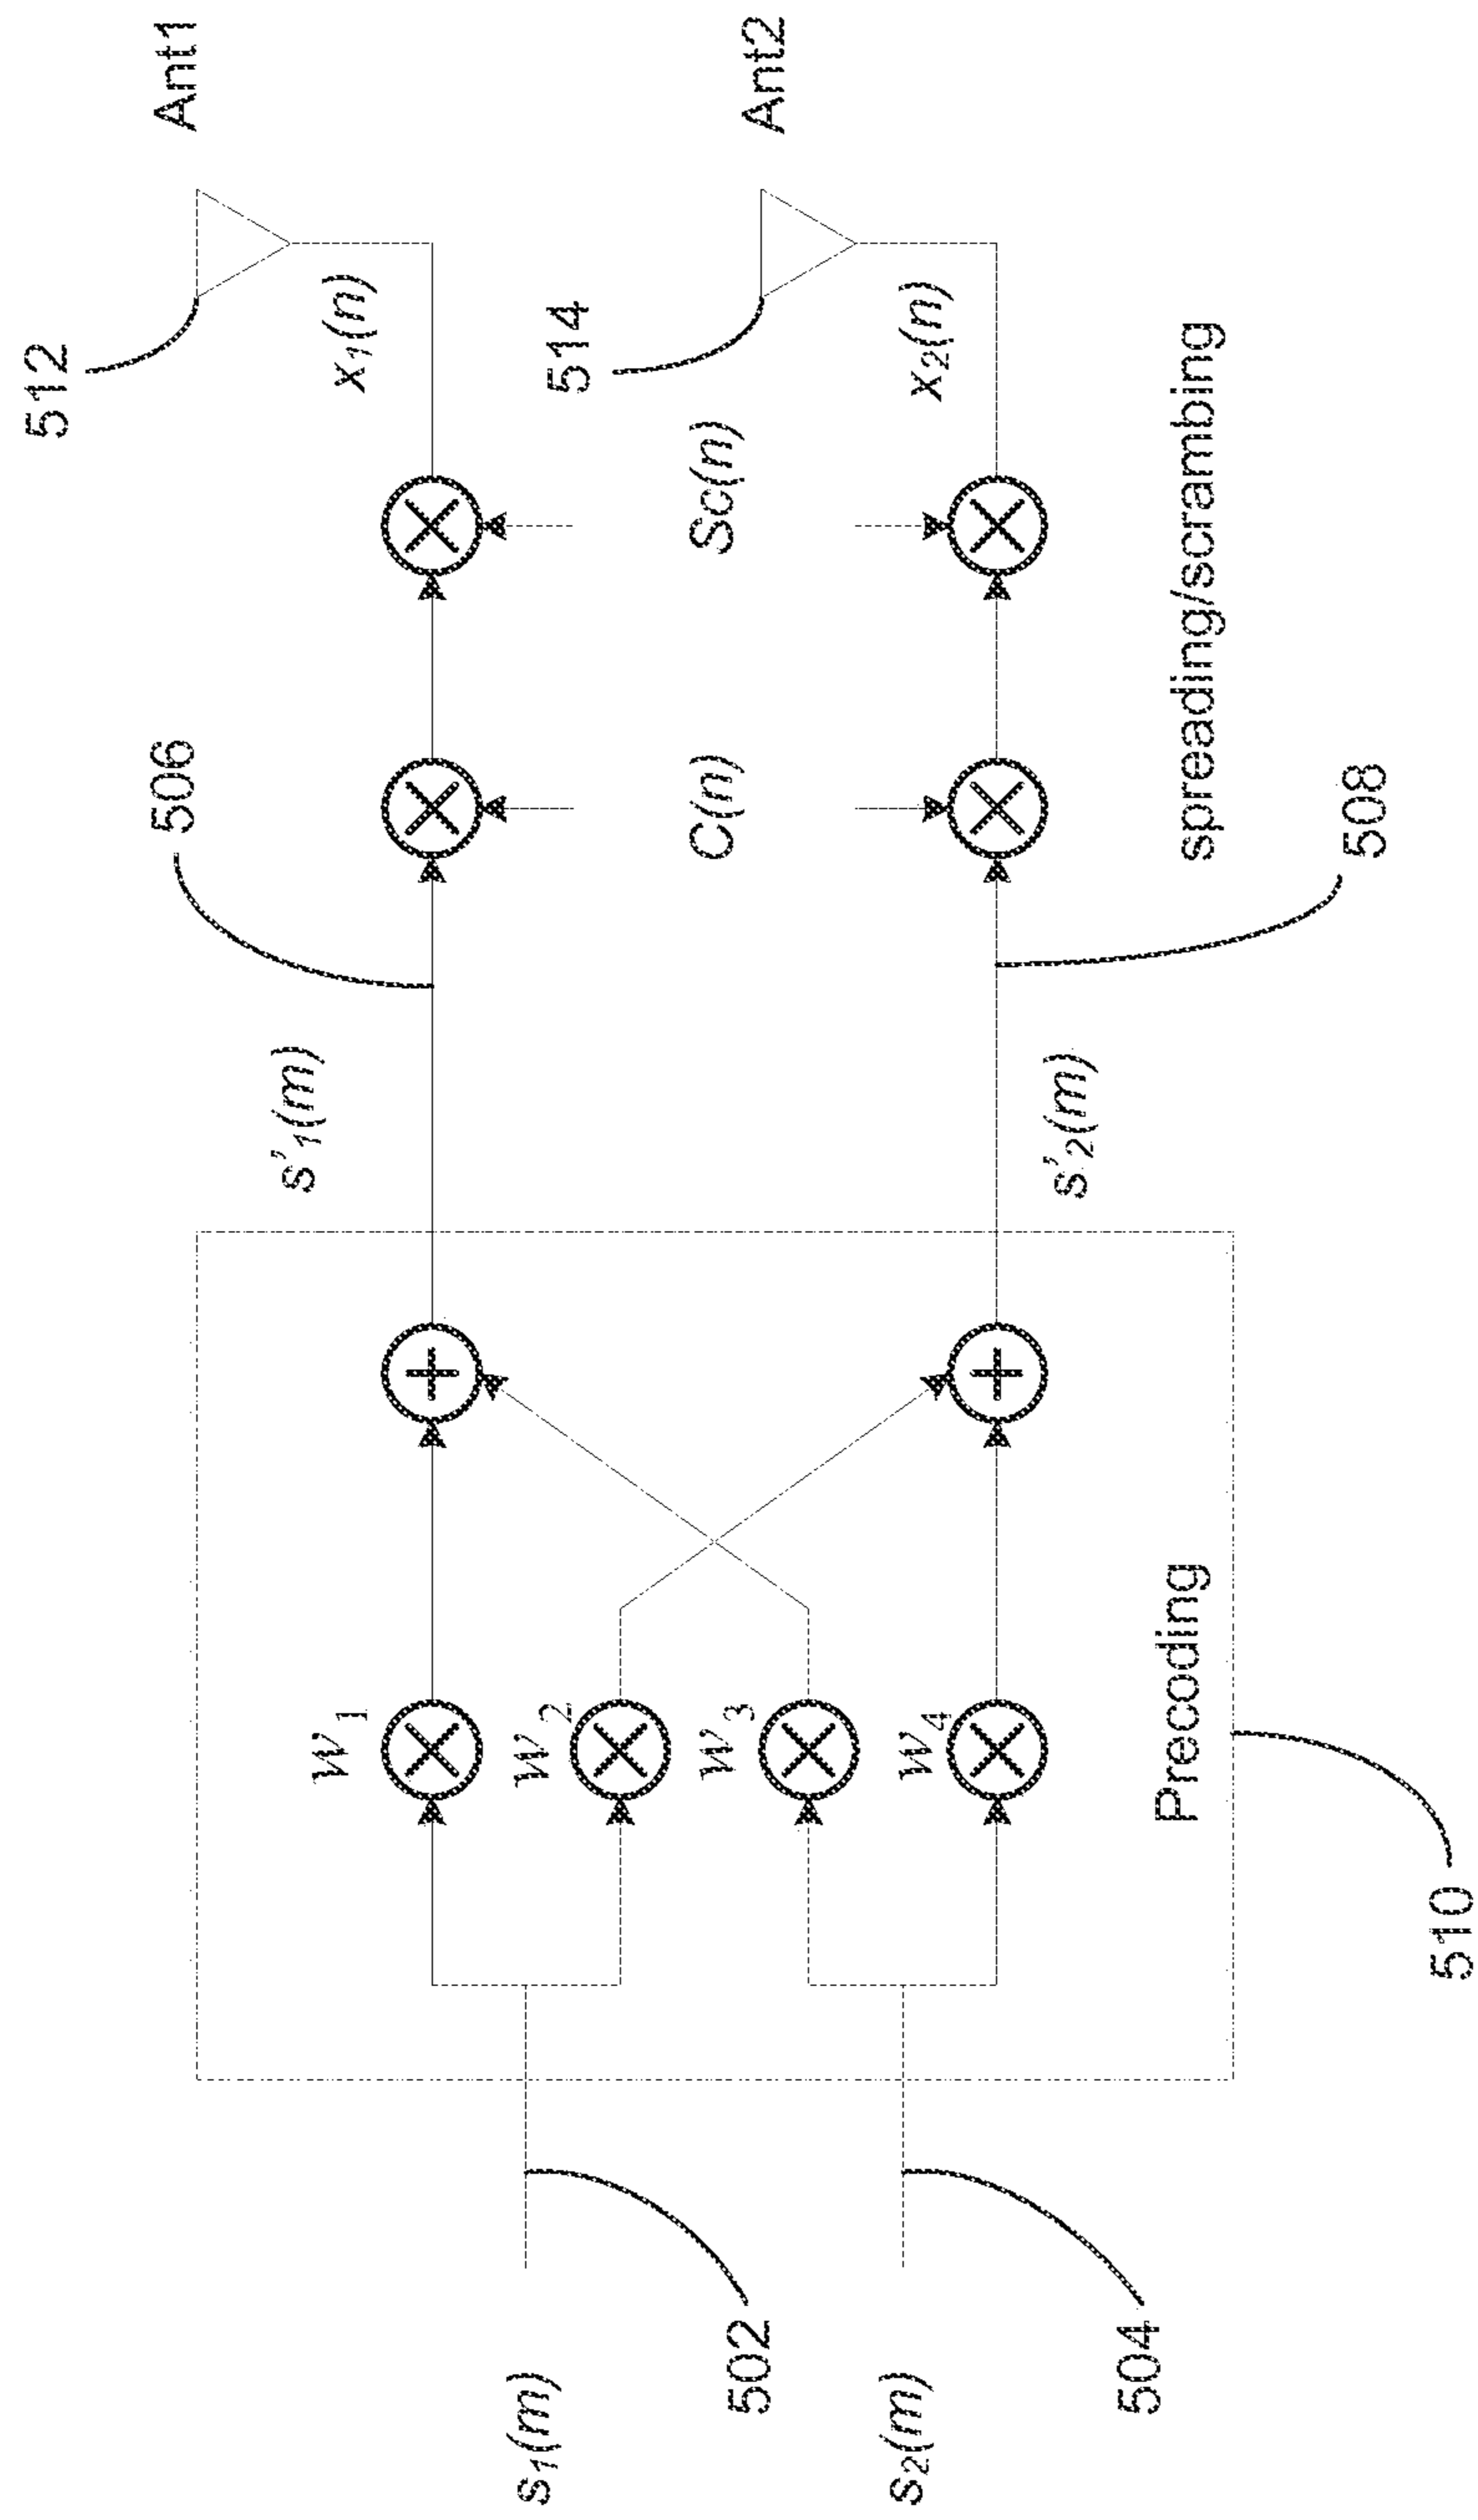 512
Ant1
506
x₁(n)
s'₁(m)
w₁
s₁(m)
502
w₂
514
Ant2
Sc(n)
C(n)
w₃
x₂(n)
w₄
s₂(m)
504
s'₂(m)
Precoding
spreading/scrambing
508
510